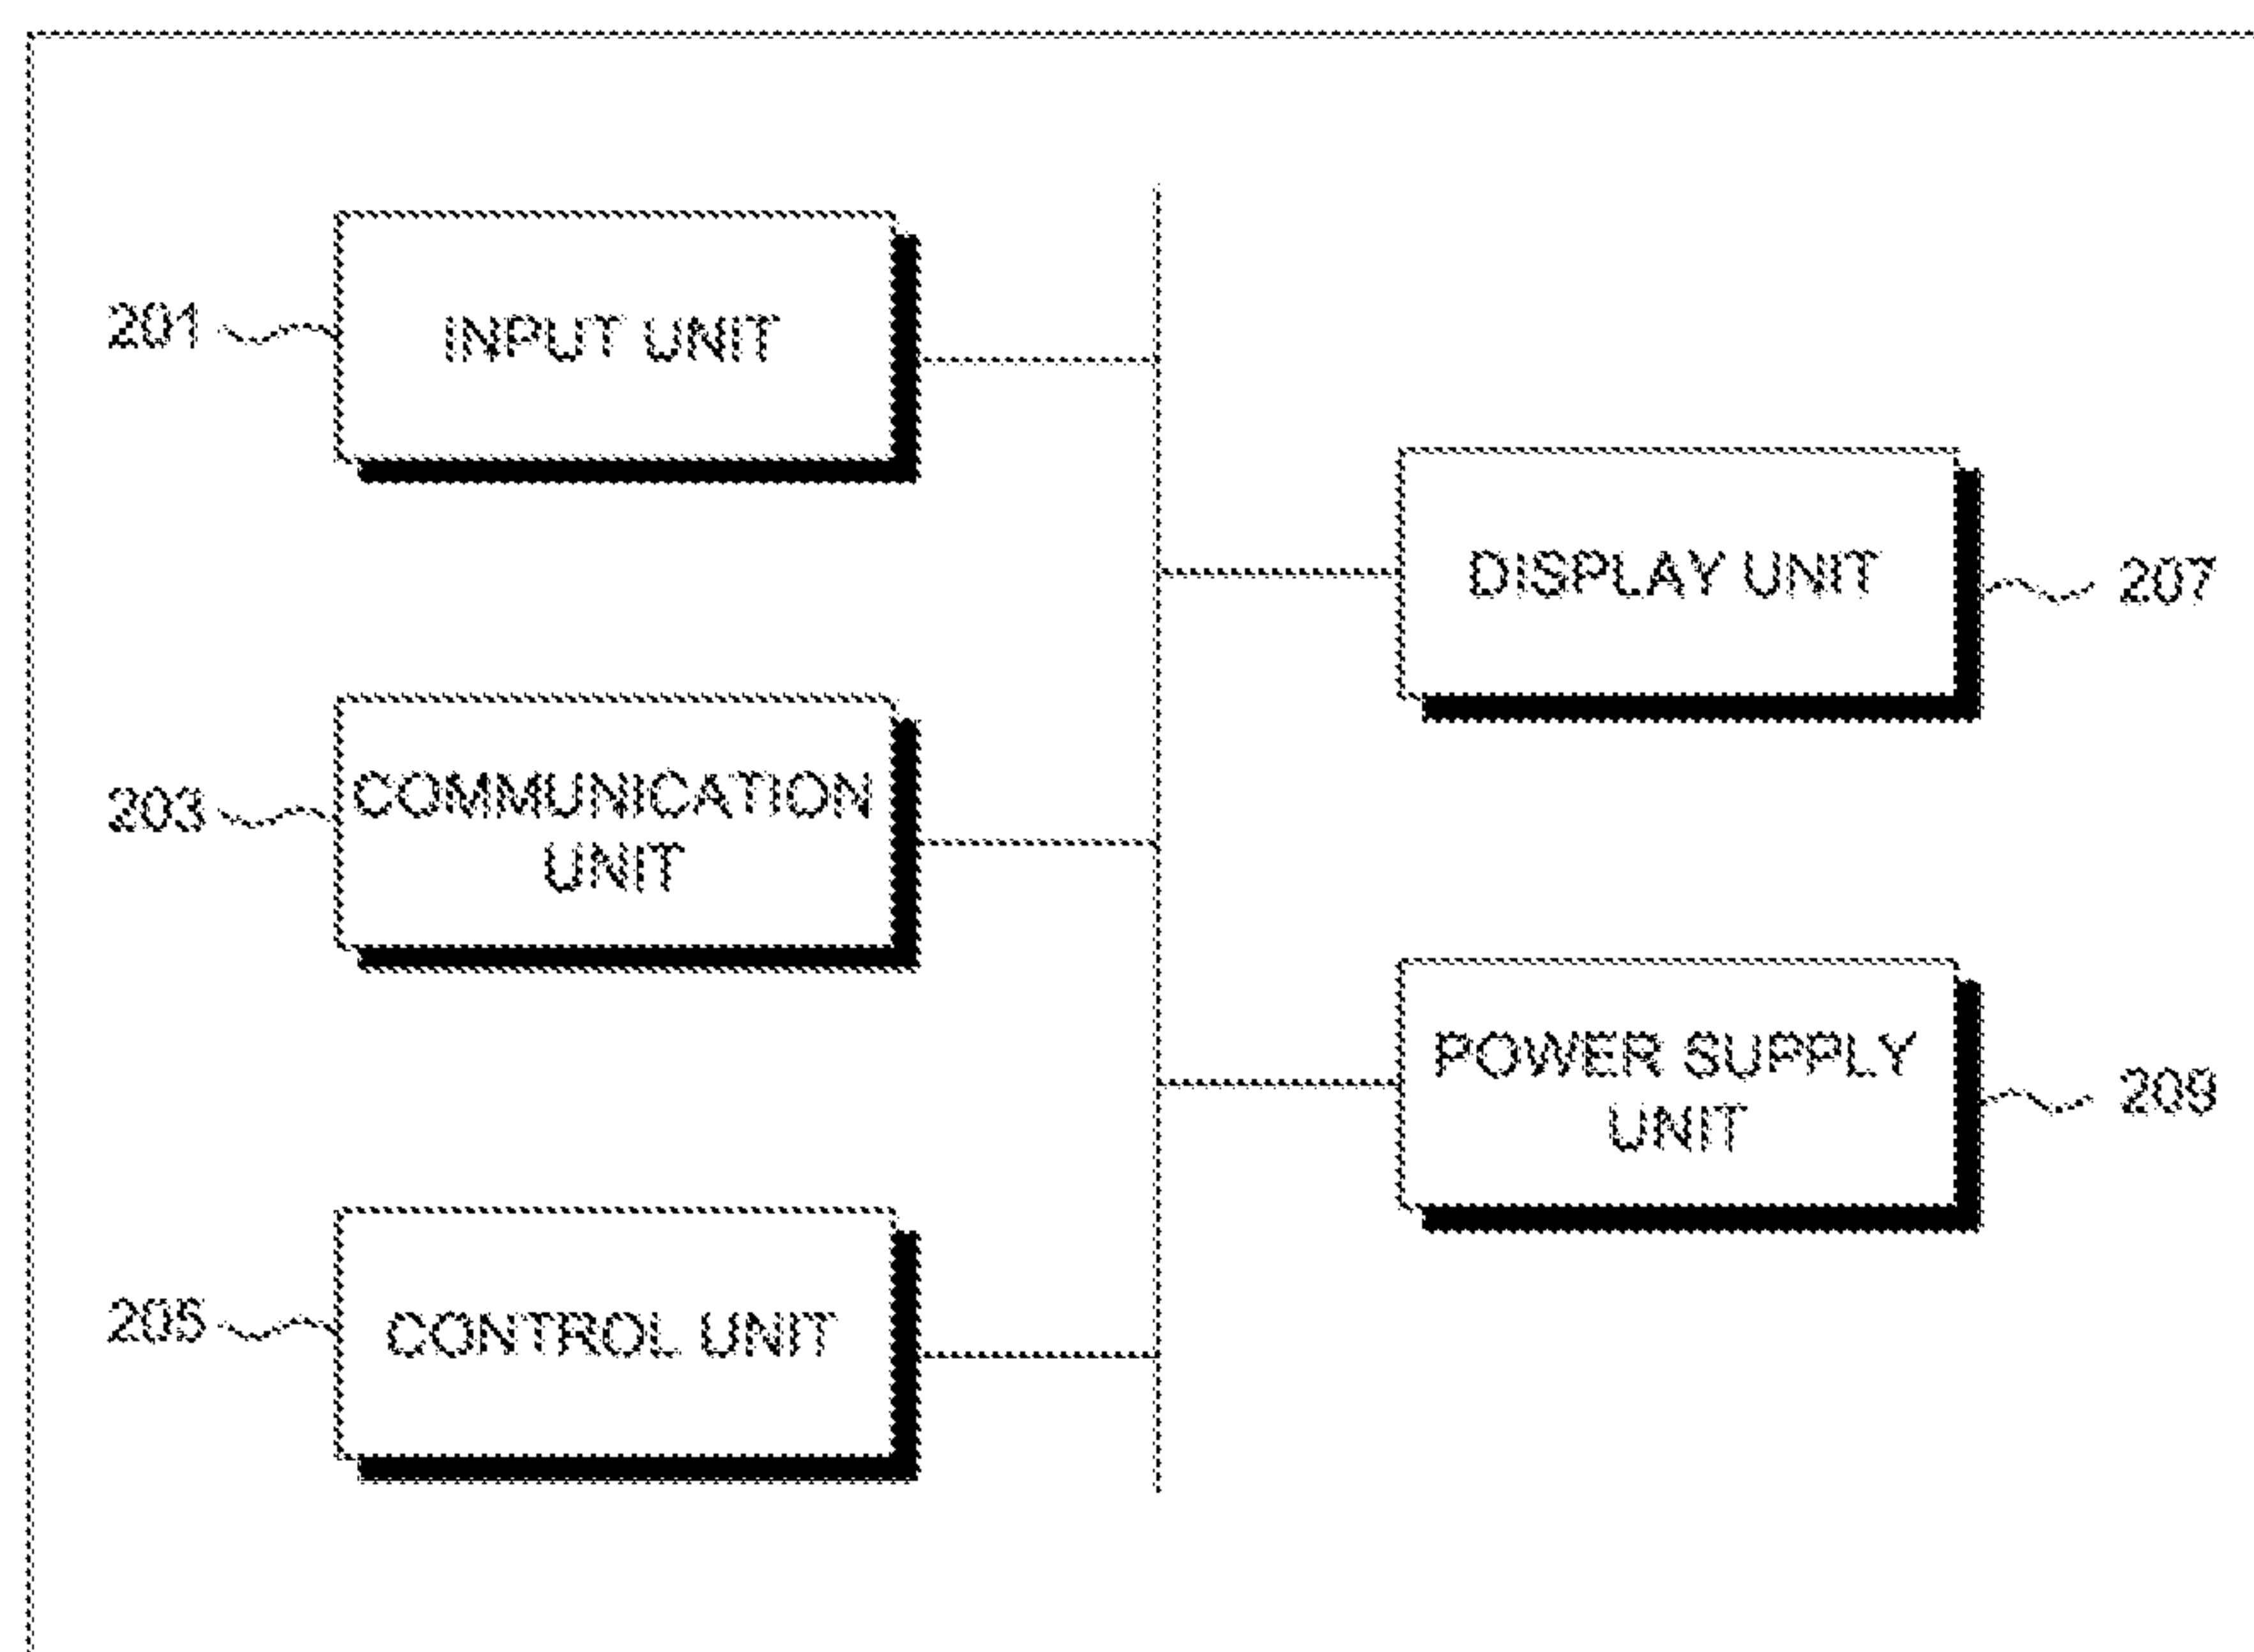 201
INPUT UNIT
DISPLAY UNIT
207
203
COMMUNICATION
UNIT
POWER SUPPLY
UNIT
209
205
CONTROL UNIT